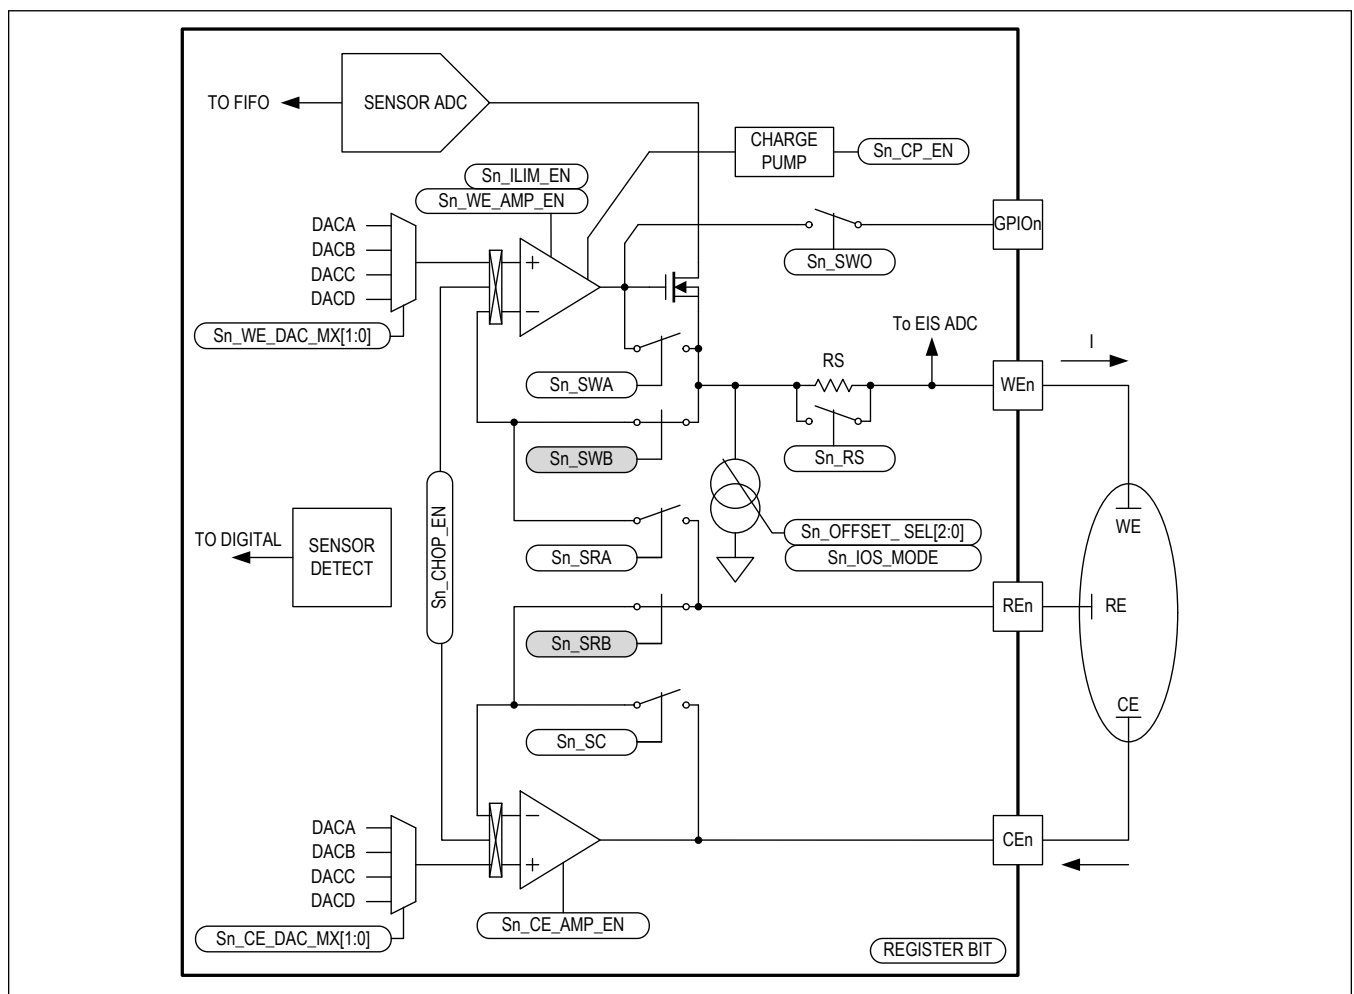 TO FIFO
SENSOR ADC
CHARGE
PUMP
Sn_CP_EN
Sn_ILIM_EN
Sn_WE_AMP_EN
DACA
DACB
DACC
DACD
GPIOn
Sn_SWO
Sn_WE_DAC_MX[1:0]
To EIS ADC
I
RS
WEn
Sn_SWA
Sn_SWB
Sn_RS
WE
Sn_CHOP_EN
TO DIGITAL
SENSOR
DETECT
Sn_OFFSET_ SEL[2:0]
Sn_IOS_MODE
Sn_SRA
REn
RE
Sn_SRB
CE
Sn_SC
DACA
DACB
DACC
DACD
CEn
Sn_CE_AMP_EN
Sn_CE_DAC_MX[1:0]
REGISTER BIT